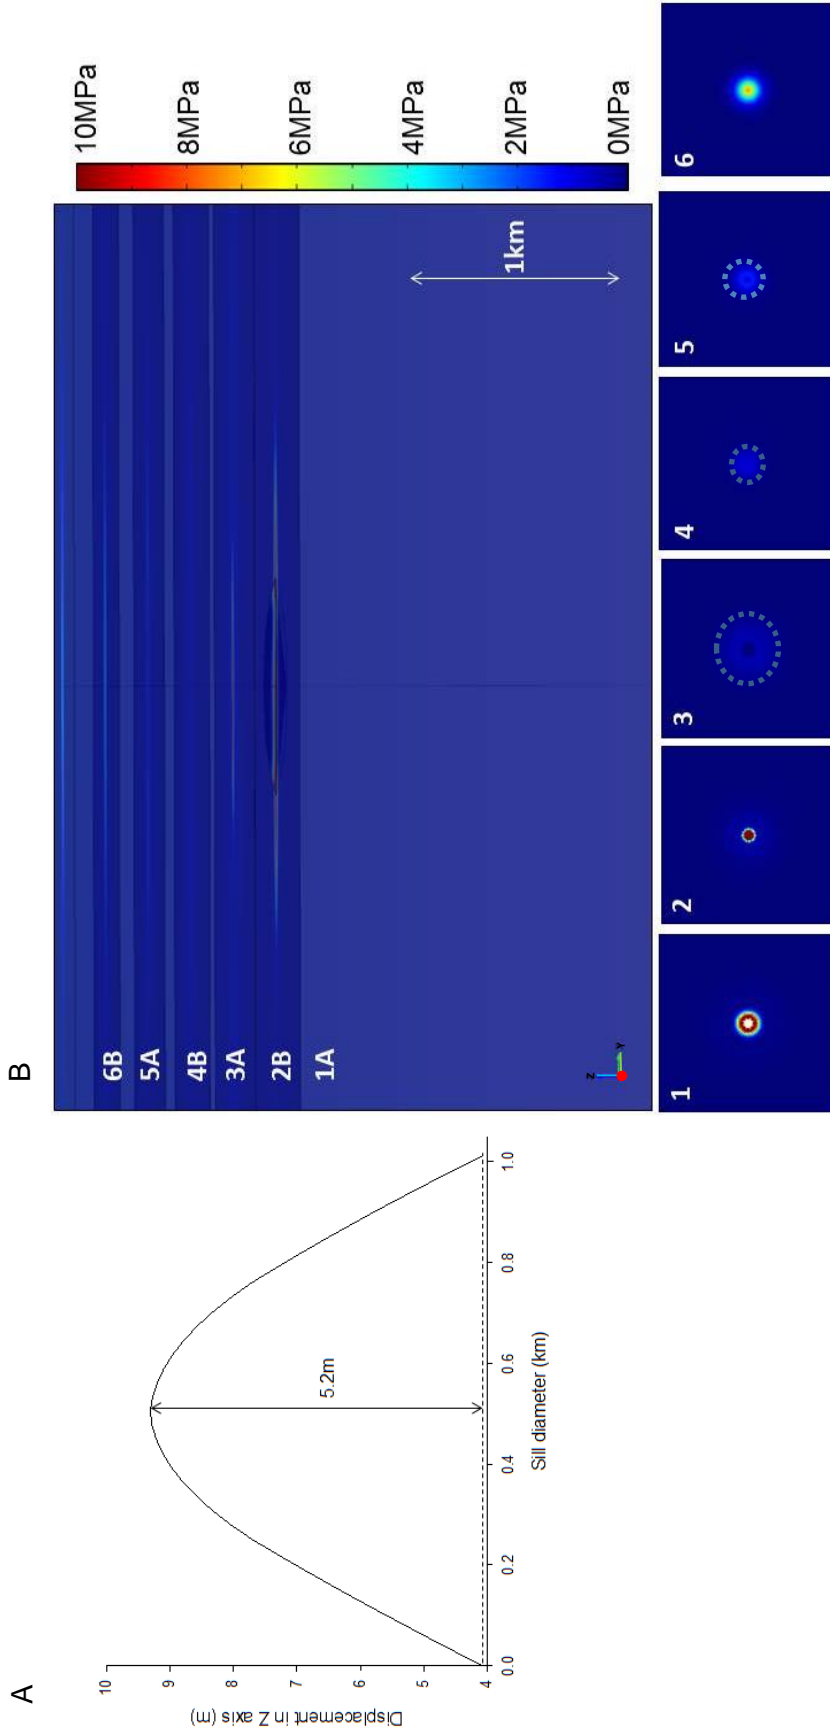 A
10
9
8
7
6
5
4
Displacement in Z axis (m)
5.2m
0.0
0.2
0.4
0.6
0.8
1.0
Sill diameter (km)
B
6B
5A
4B
3A
2B
1A
1km
z
Y
10MPa
8MPa
6MPa
4MPa
2MPa
0MPa
1
2
3
4
5
6